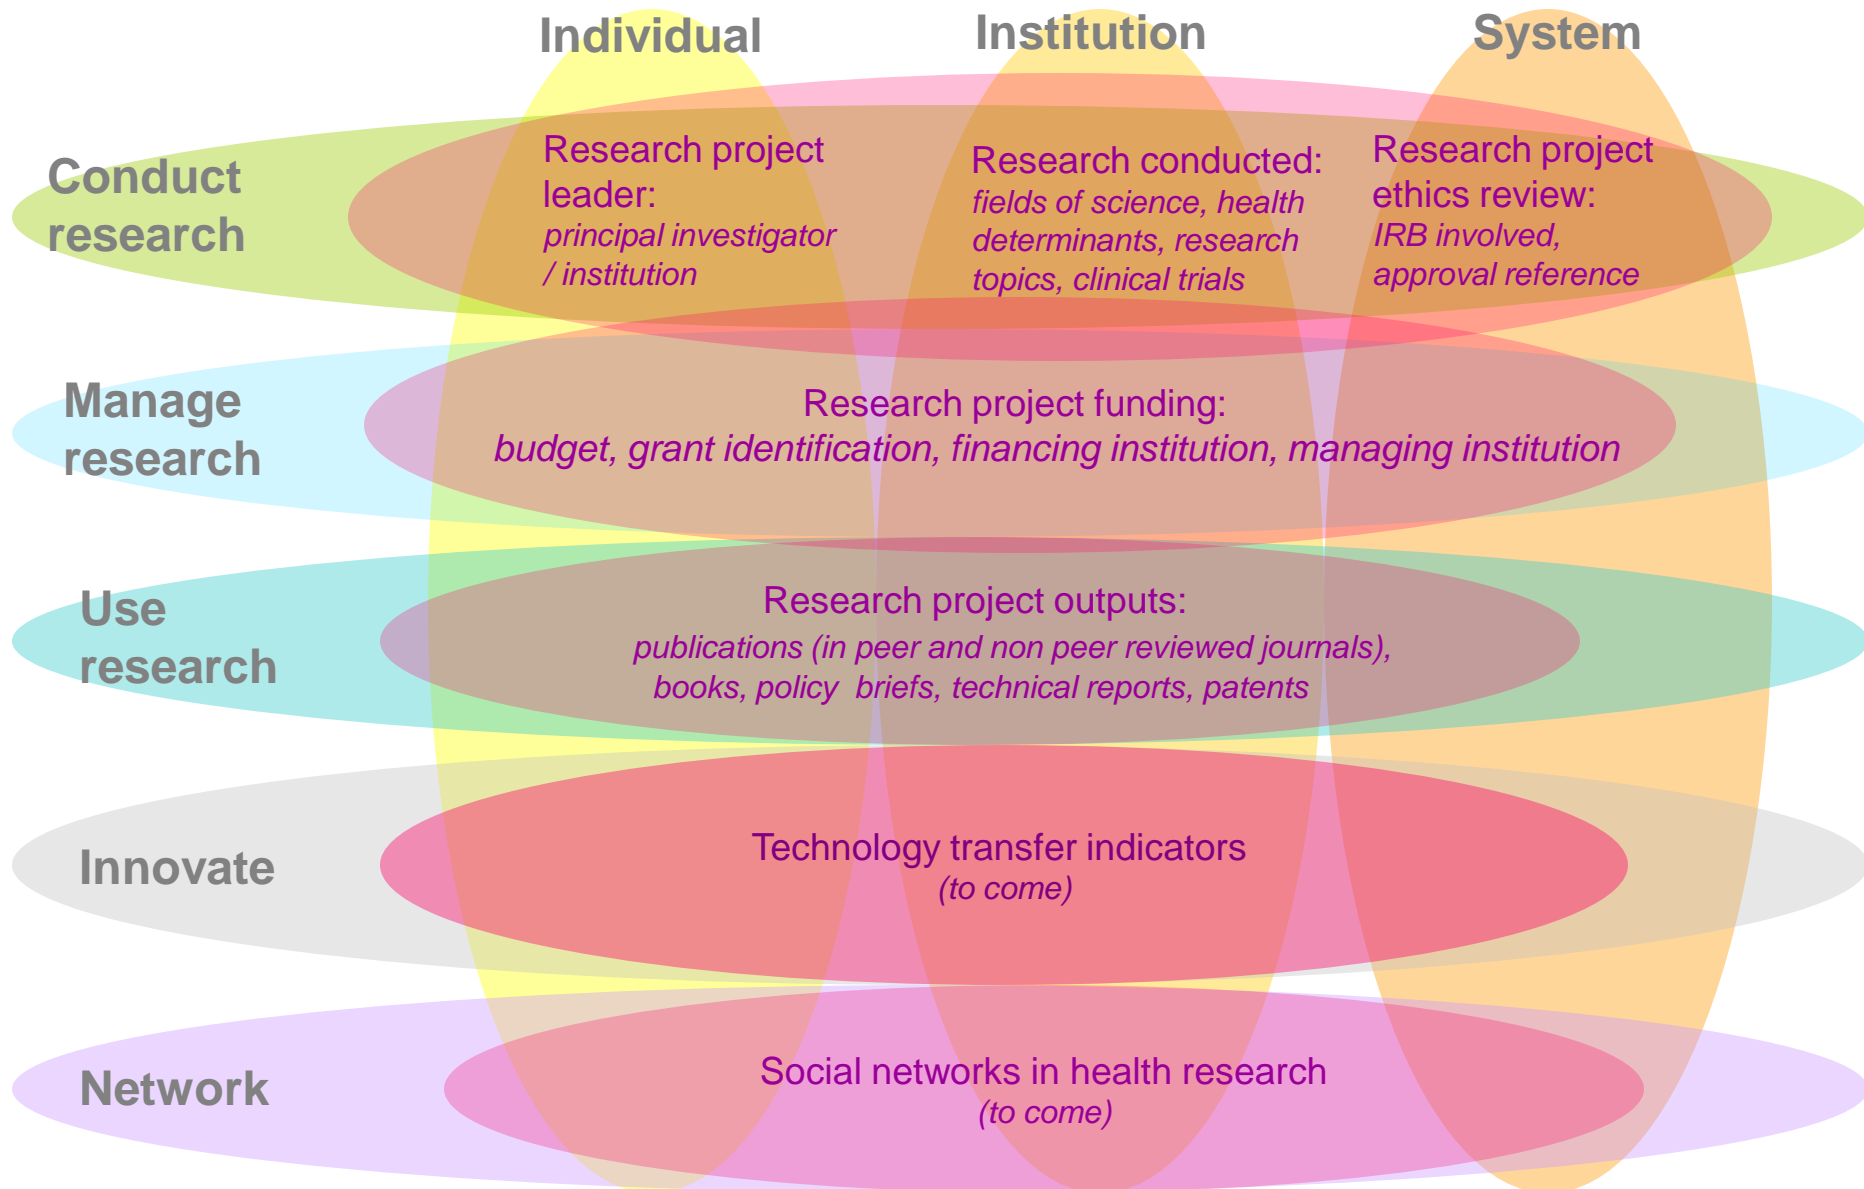 Individual
Institution
System
Conduct
research
Research project
leader:
principal investigator
/ institution
Research conducted:
fields of science, health
determinants, research
topics, clinical trials
Research project
ethics review:
IRB involved,
approval reference
Manage
research
Research project funding:
budget, grant identification, financing institution, managing institution
Use
research
Research project outputs:
publications (in peer and non peer reviewed journals),
books, policy briefs, technical reports, patents
Innovate
Technology transfer indicators
(to come)
Network
Social networks in health research
(to come)